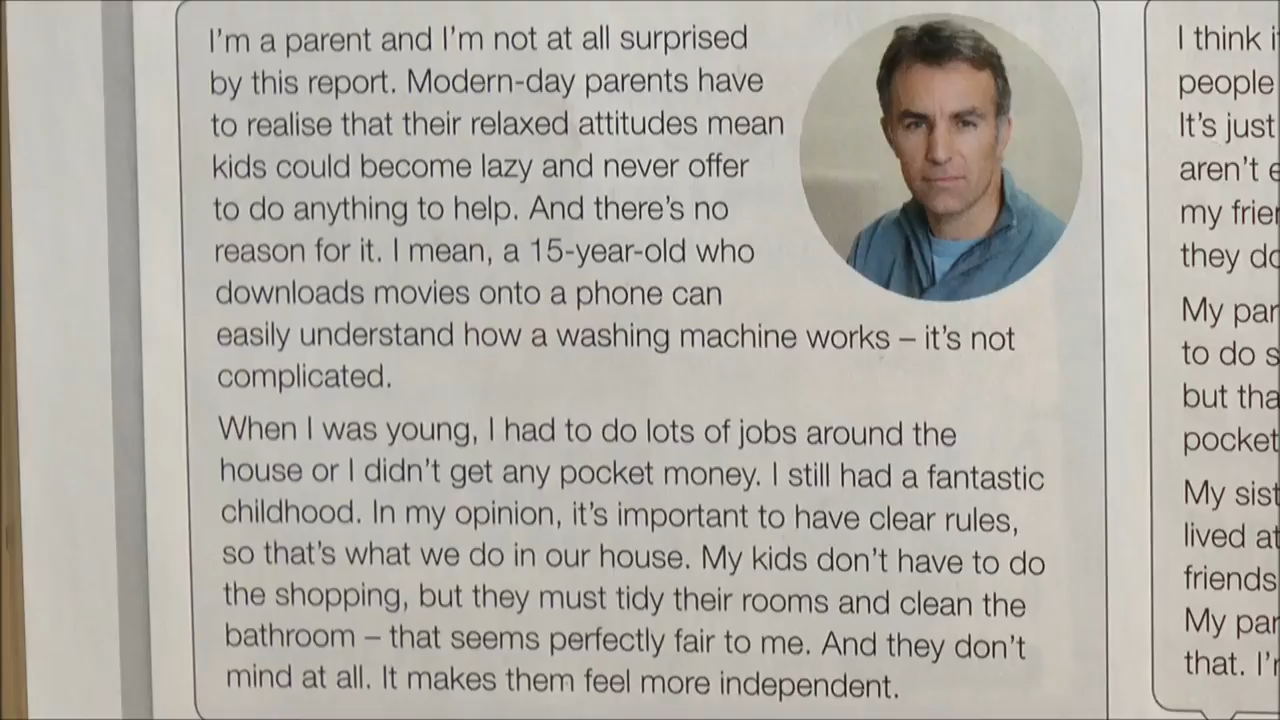 I'm a parent and I'm not at all surprised
by this report. Modern-day parents have
to realise that their relaxed attitudes mean
kids could become lazy and never offer
to do anything to help. And there's no
reason for it. I mean, a 15-year-old who
downloads movies onto a phone can
easily understand how a washing machine works – it's not
complicated.
When I was young, I had to do lots of jobs around the
house or I didn't get any pocket money. I still had a fantastic
childhood. In my opinion, it's important to have clear rules,
so that's what we do in our house. My kids don't have to do
the shopping, but they must tidy their rooms and clean the
bathroom – that seems perfectly fair to me. And they don't
mind at all. It makes them feel more independent.
I think
people
It's just
aren't
my
they
My
to do
but
pocket
My
lived
friends
My
that.